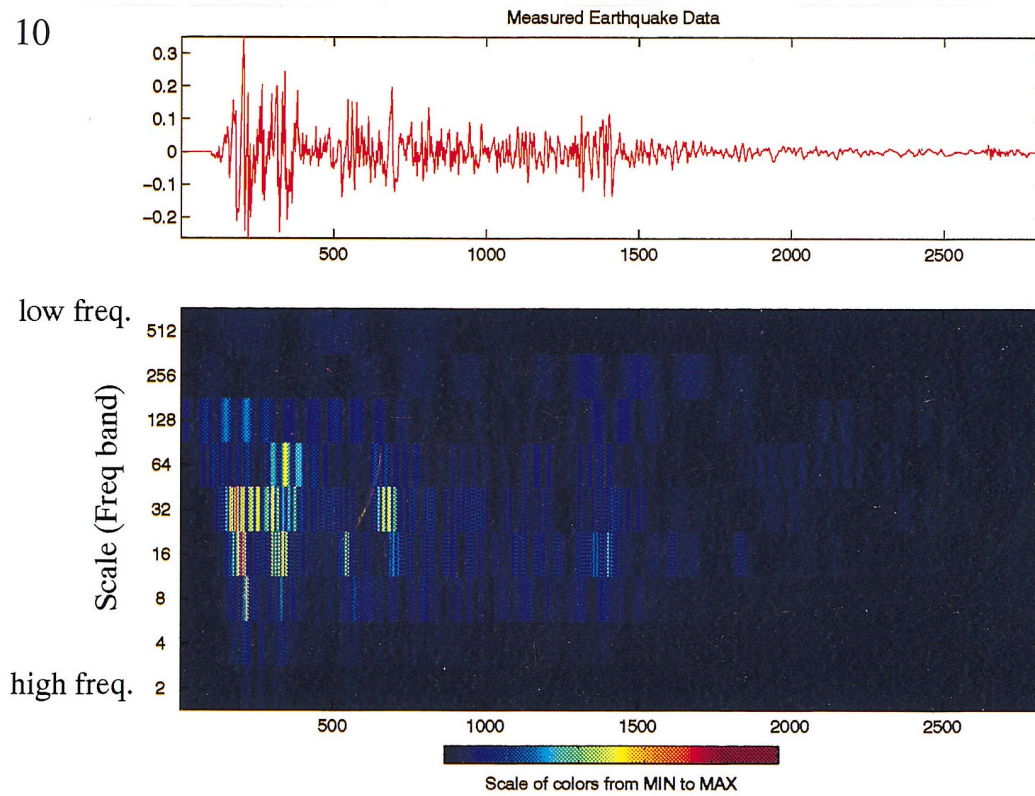 10
Measured Earthquake Data
0.3
0.2
0.1
0
−0.1
−0.2
500 1000 1500 2000 2500
low freq.
512
256
128
64
32
16
8
4
2
Scale (Freq band)
high freq.
500 1000 1500 2000 2500
Scale of colors from MIN to MAX